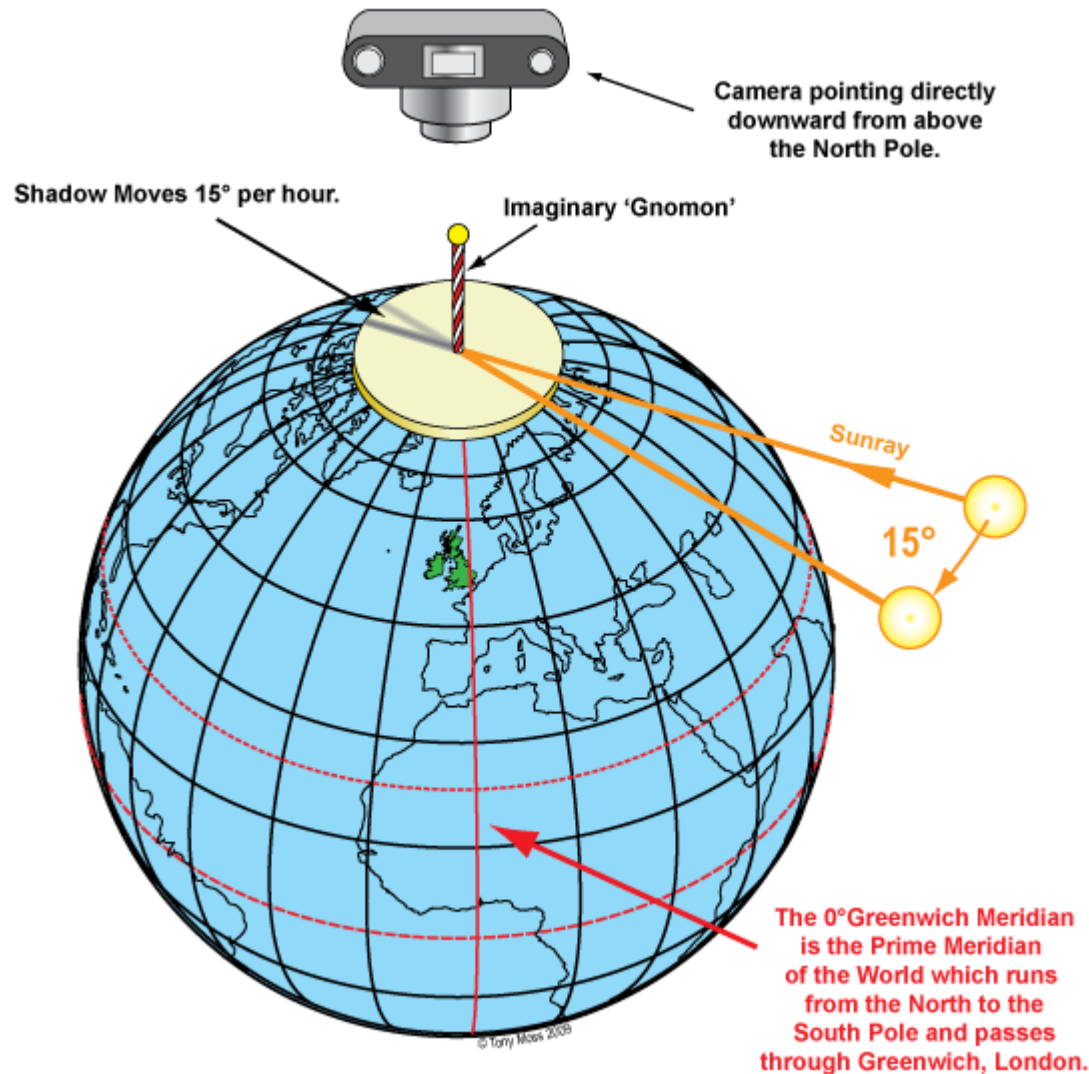 Camera pointing directly
downward from above
the North Pole.
Shadow Moves 15° per hour.
Imaginary ‘Gnomon’
Sunray
15°
The 0°Greenwich Meridian
is the Prime Meridian
of the World which runs
from the North to the
South Pole and passes
through Greenwich, London.
© Tony Moss 2009